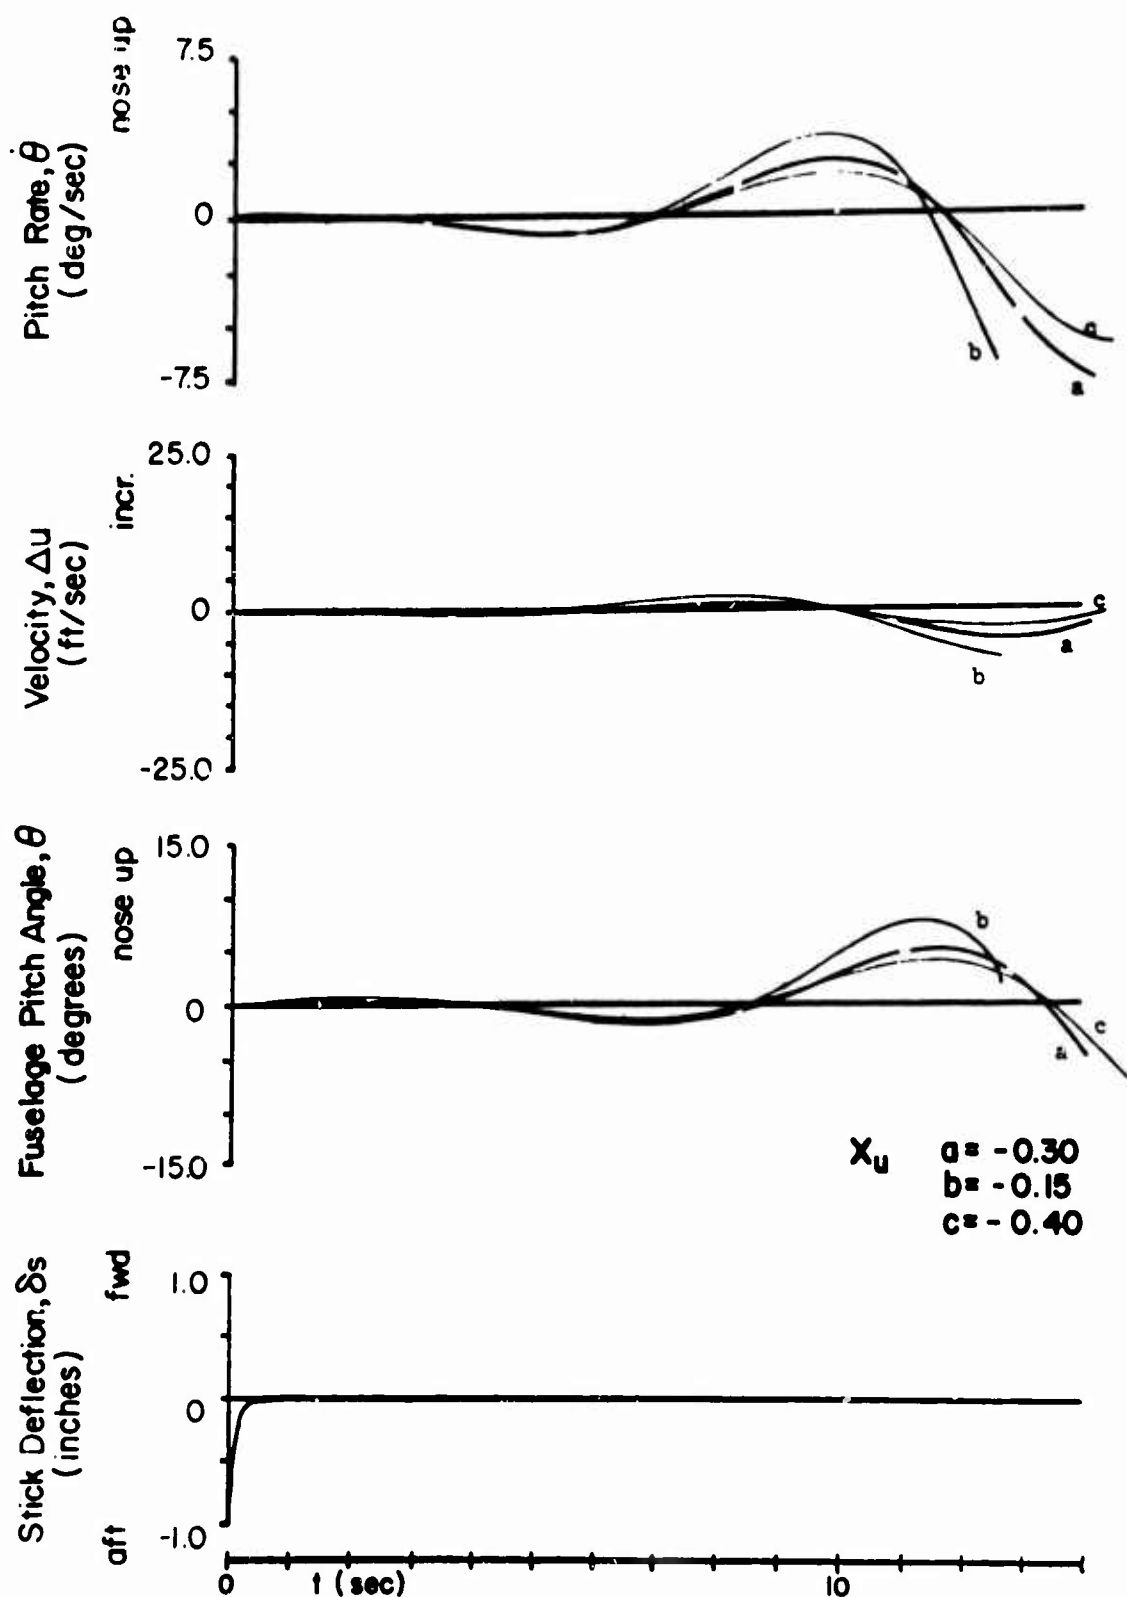 Pitch Rate, θ̇
(deg/sec)
nose up
7.5
0
-7.5
b
c
a
Velocity, Δu
(ft/sec)
incr.
25.0
0
-25.0
c
a
b
Fuselage Pitch Angle, θ
(degrees)
nose up
15.0
0
-15.0
b
c
a
Xu a = -0.30
b = -0.15
c = -0.40
Stick Deflection, δs
(inches)
fwd
aft
1.0
0
-1.0
0 t (sec) 10